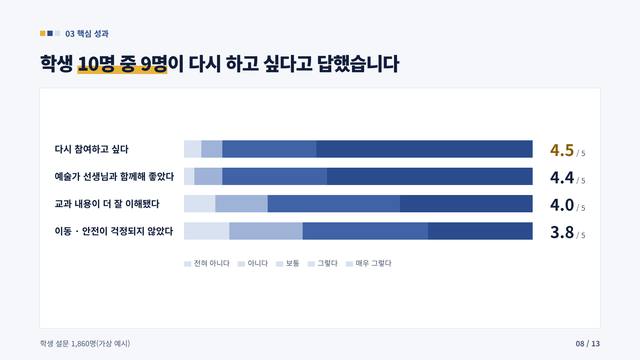 03 핵심 성과
학생 10명 중 9명이 다시 하고 싶다고 답했습니다
다시 참여하고 싶다
4.5 / 5
예술가 선생님과 함께해 좋았다
4.4 / 5
교과 내용이 더 잘 이해됐다
4.0 / 5
이동 · 안전이 걱정되지 않았다
3.8 / 5
전혀 아니다 아니다 보통 그렇다 매우 그렇다
학생 설문 1,860명(가상 예시)
08 / 13